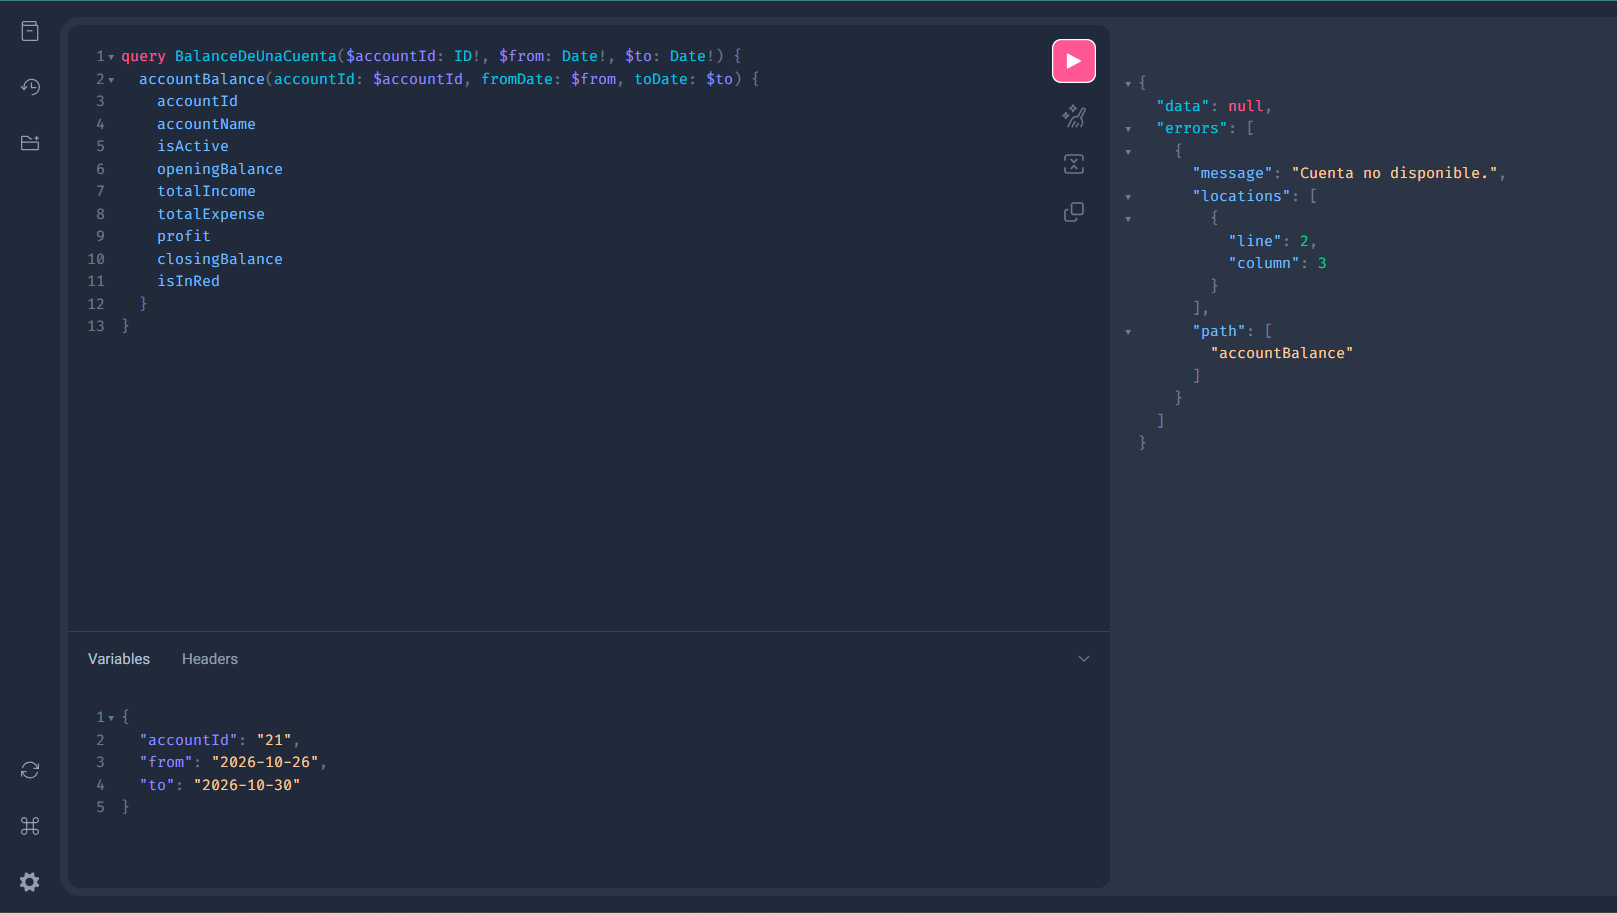 1 query BalanceDeUnaCuenta($accountId: ID!, $from: Date!, $to: Date!) {
2 accountBalance(accountId: $accountId, fromDate: $from, toDate: $to) {
3 accountId
4 accountName
5 isActive
6 openingBalance
7 totalIncome
8 totalExpense
9 profit
10 closingBalance
11 isInRed
12 }
13 }
Variables Headers
1 {
2 "accountId": "21",
3 "from": "2026-10-26",
4 "to": "2026-10-30"
5 }
{
"data": null,
"errors": [
{
"message": "Cuenta no disponible.",
"locations": [
{
"line": 2,
"column": 3
}
],
"path": [
"accountBalance"
]
}
]
}